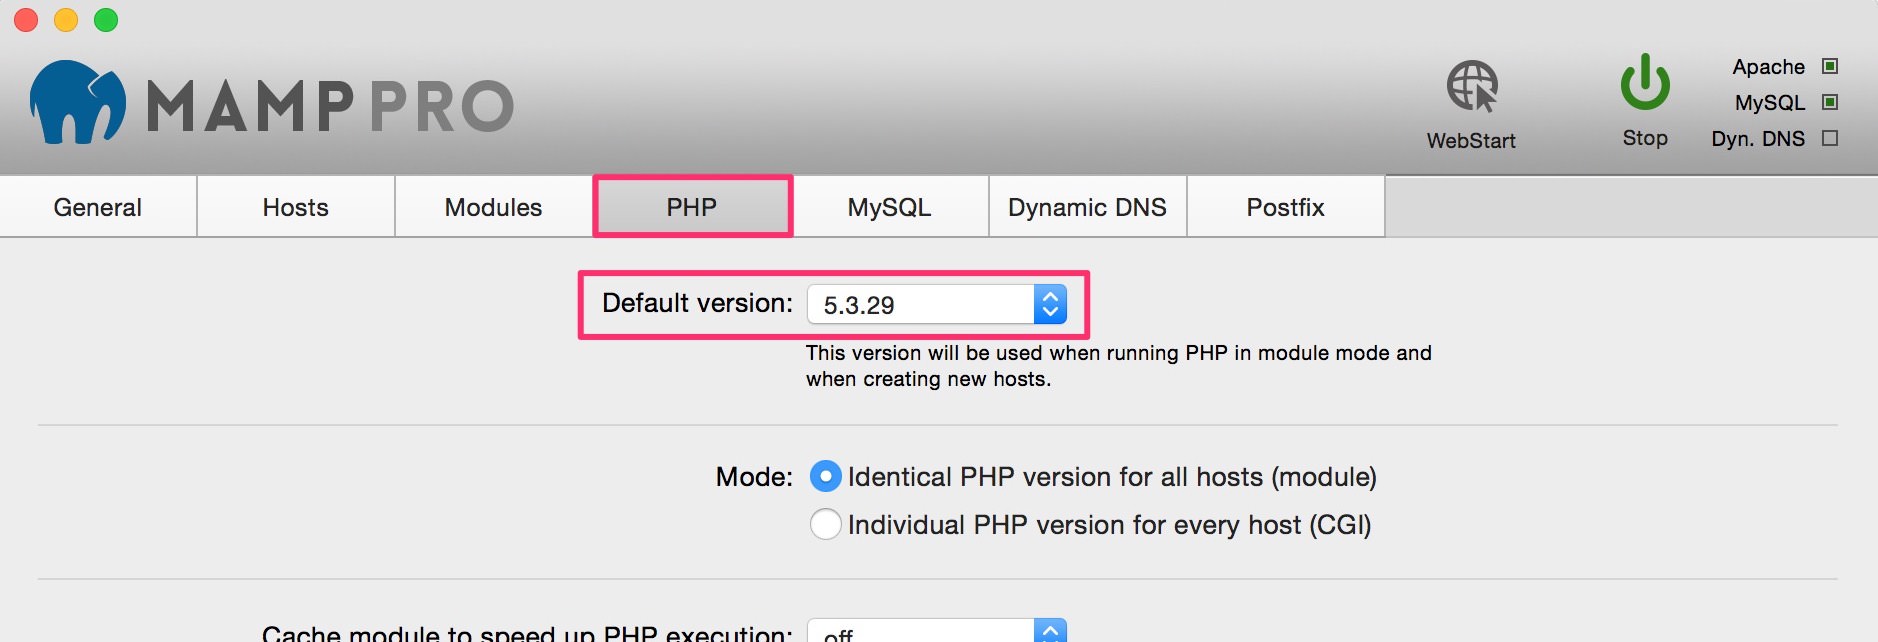 MAMP PRO
WebStart
Stop
Apache
MySQL
Dyn. DNS
General
Hosts
Modules
PHP
MySQL
Dynamic DNS
Postfix
Default version: 5.3.29
This version will be used when running PHP in module mode and
when creating new hosts.
Mode: Identical PHP version for all hosts (module)
Individual PHP version for every host (CGI)
Cache module to speed up PHP execution: off